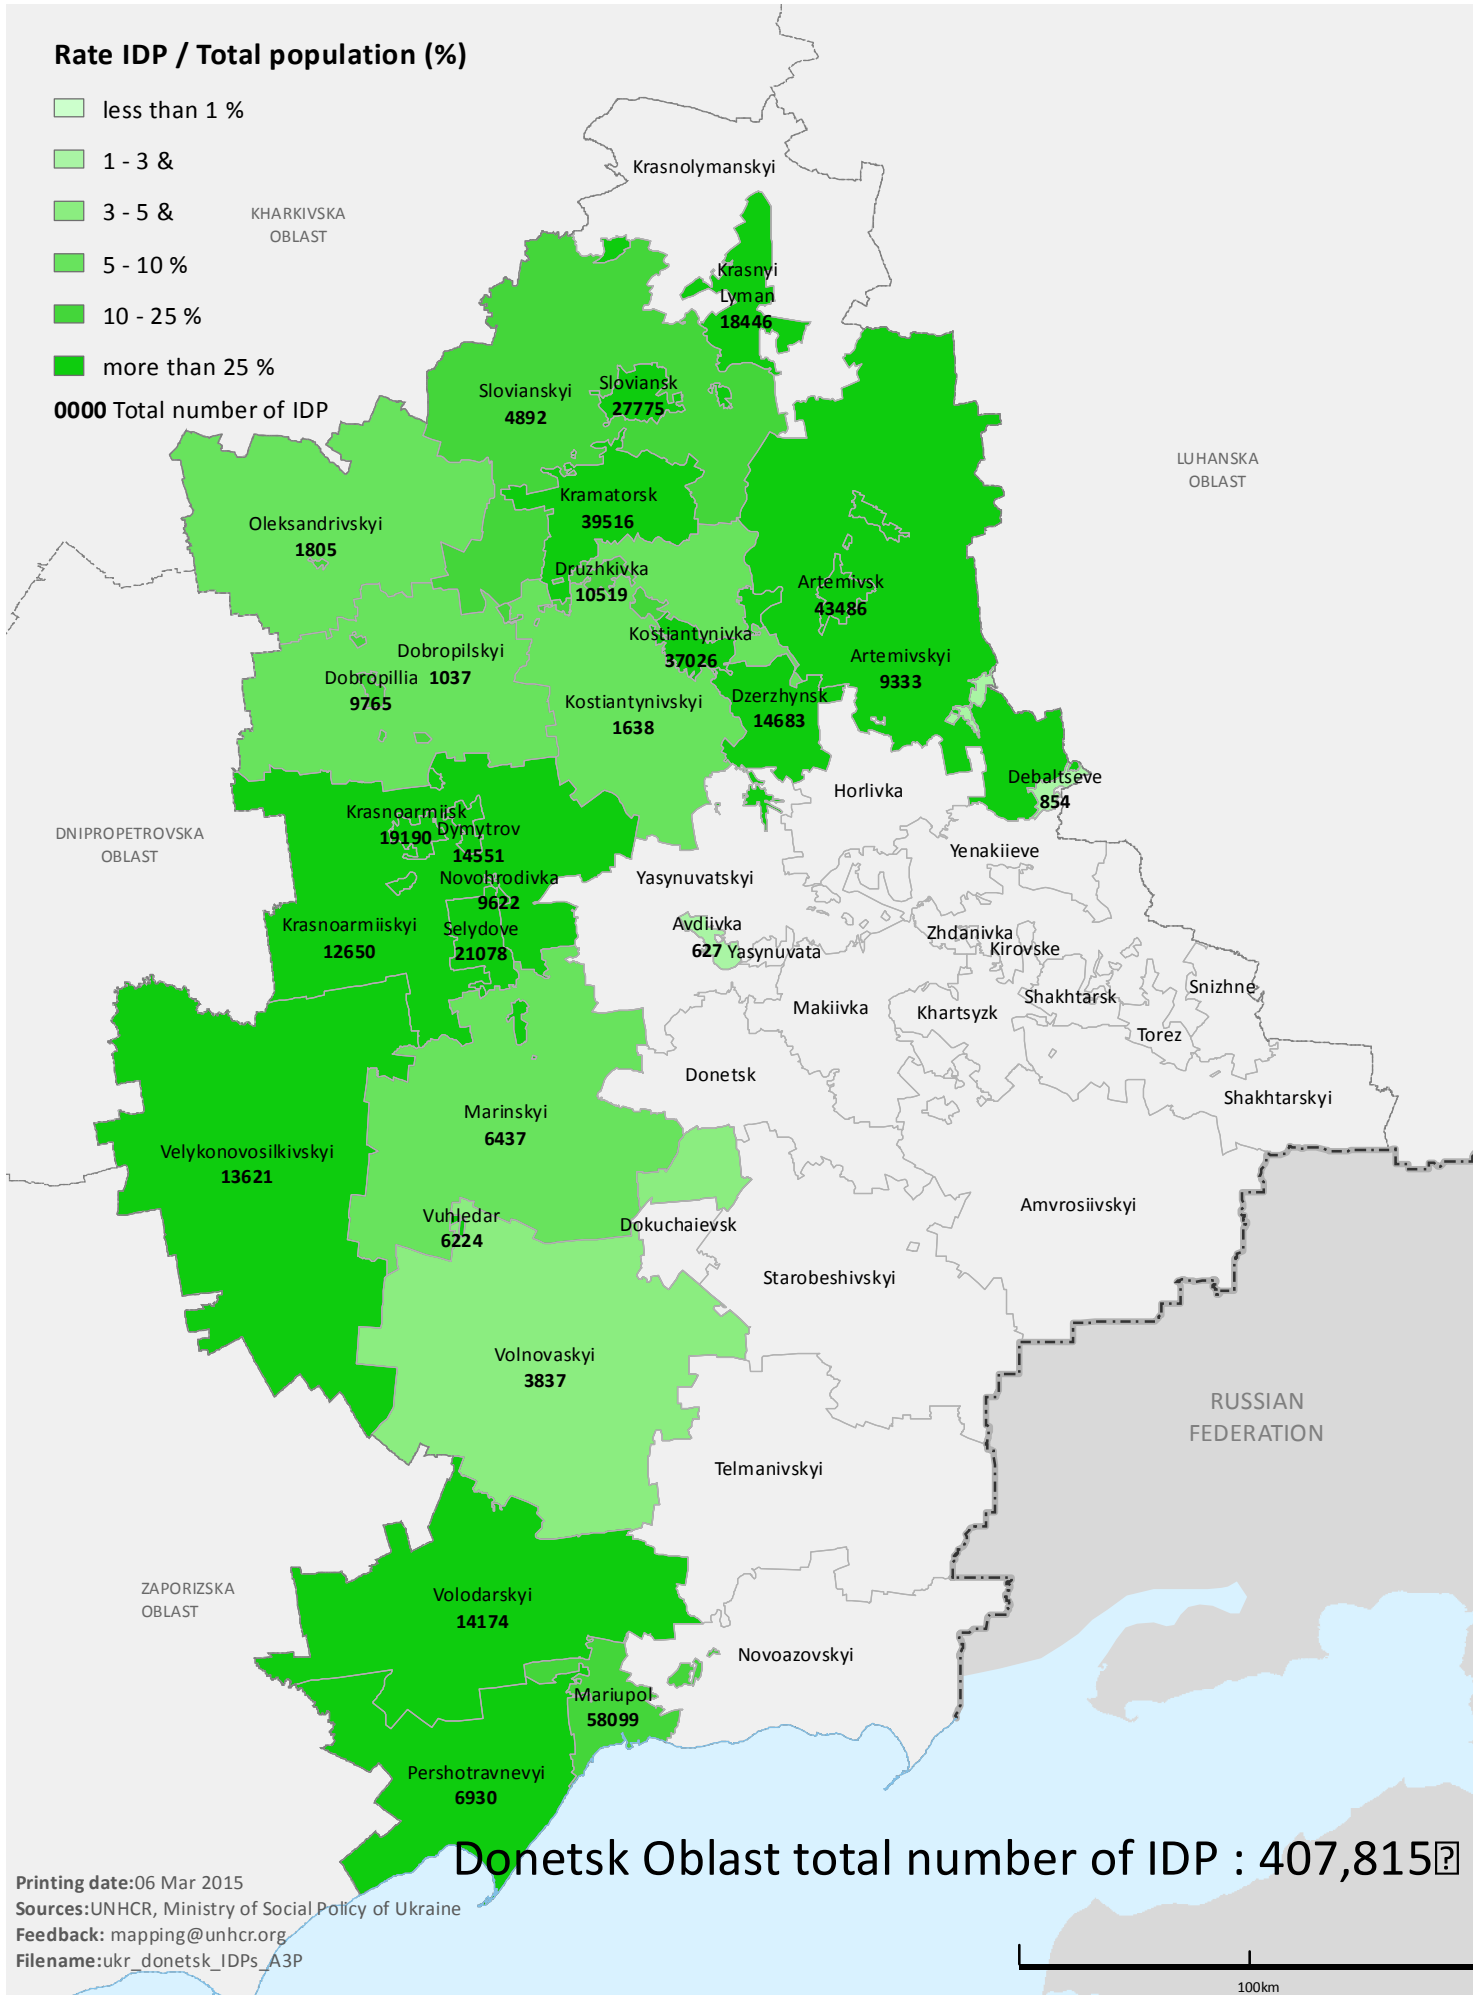 Rate IDP / Total population (%)
less than 1 %
1 - 3 &
3 - 5 &
5 - 10 %
10 - 25 %
more than 25 %
0000 Total number of IDP
KHARKIVSKA
OBLAST
Krasnolymanskyi
Krasnyi
Lyman
18446
Slovianskyi
4892
Sloviansk
27775
LUHANSKA
OBLAST
Oleksandrivskyi
1805
Kramatorsk
39516
Druzhkivka
10519
Artemivsk
43486
Kostiantynivka
37026
Dobropilskyi
1037
Dobropillia
9765
Artemivskyi
9333
Kostiantynivskyi
1638
Dzerzhynsk
14683
Horlivka
Debaltseve
854
DNIPROPETROVSKA
OBLAST
Krasnoarmiisk
19190
Dymytrov
14551
Yenakiieve
Novohrodivka
9622
Yasynuvatskyi
Krasnoarmiiskyi
12650
Selydove
21078
Avdiivka
627
Yasynuvata
Zhdanivka
Kirovske
Snizhne
Shakhtarsk
Makiivka
Khartsyzk
Torez
Donetsk
Shakhtarskyi
Marinskyi
6437
Velykonovosilkivskyi
13621
Amvrosiivskyi
Vuhledar
6224
Dokuchaievsk
Starobeshivskyi
Volnovaskyi
3837
RUSSIAN
FEDERATION
Telmanivskyi
ZAPORIZSKA
OBLAST
Volodarskyi
14174
Novoazovskyi
Mariupol
58099
Pershotravnevyi
6930
Donetsk Oblast total number of IDP : 407,815
Printing date:06 Mar 2015
Sources:UNHCR, Ministry of Social Policy of Ukraine
Feedback: mapping@unhcr.org
Filename:ukr_donetsk_IDPs_A3P
100km